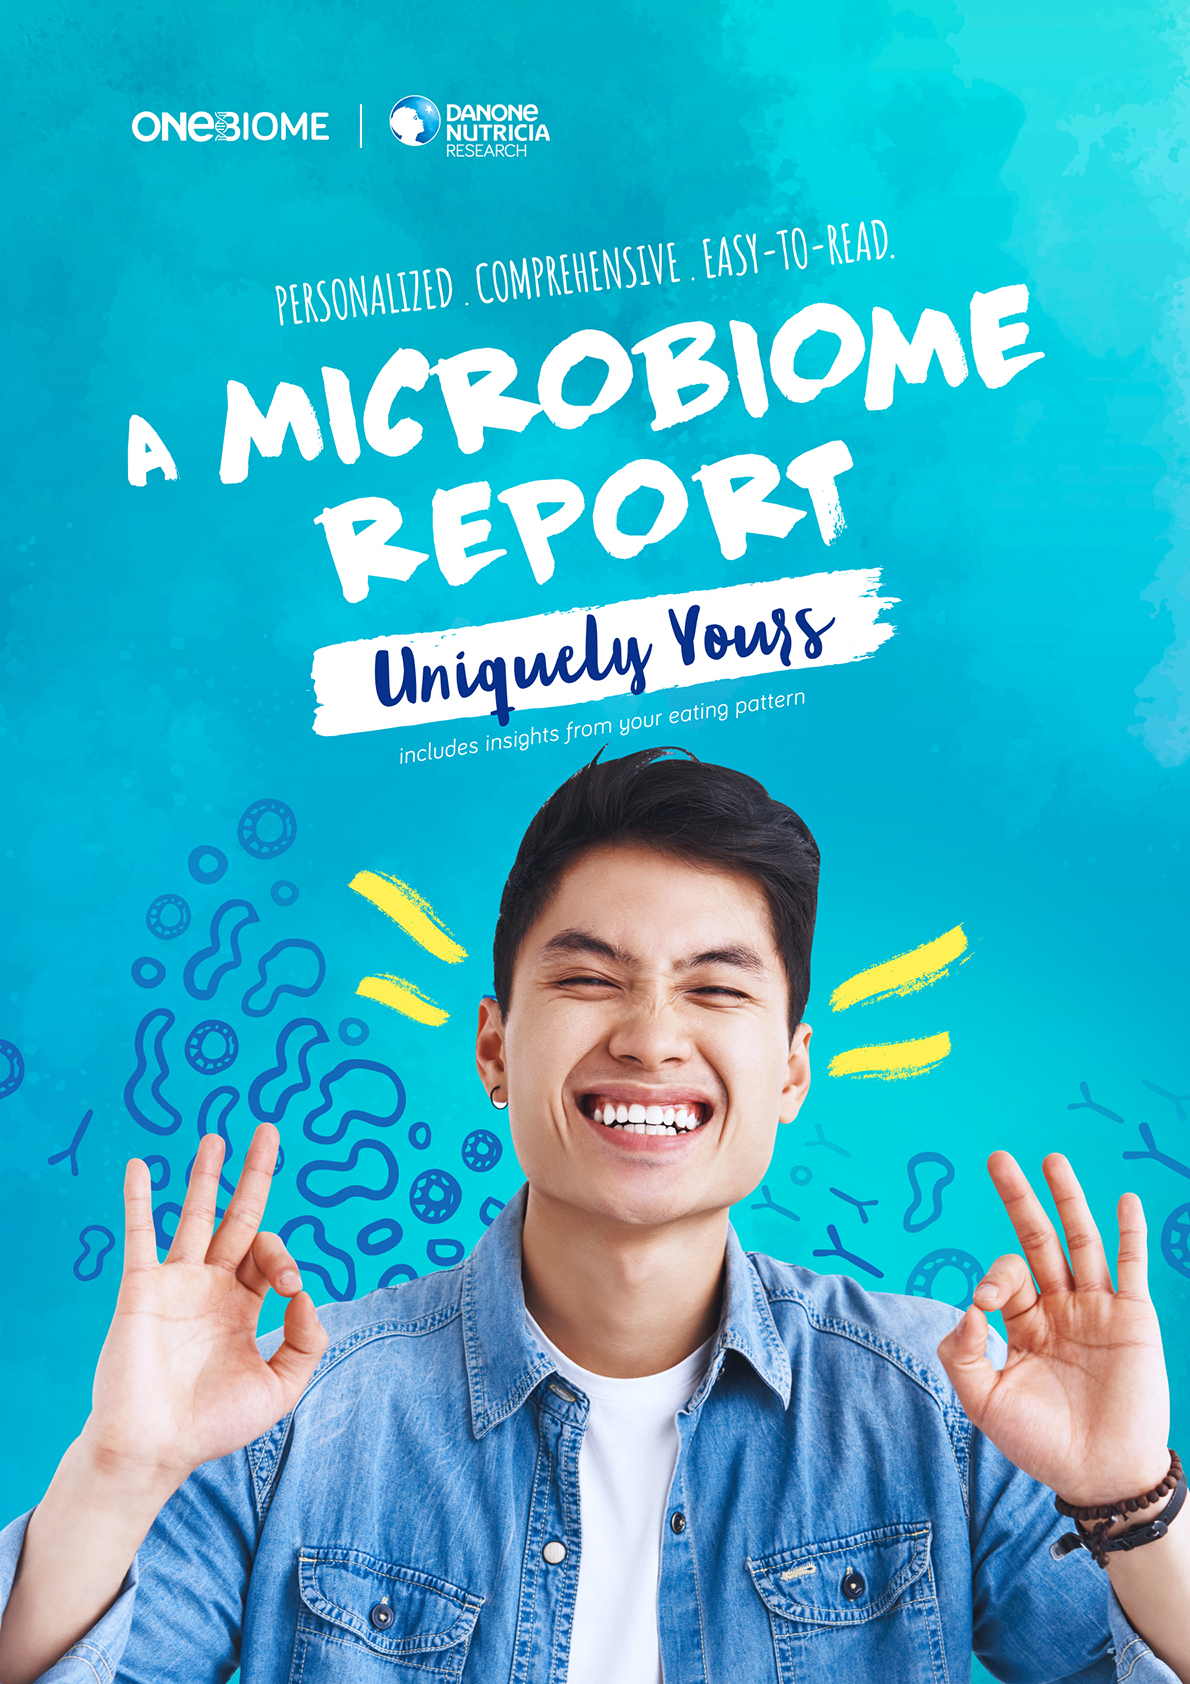 ONEBIOME
DANONE
NUTRICIA
RESEARCH
PERSONALIZED . COMPREHENSIVE . EASY-TO-READ.
A MICROBIOME
REPORT
Uniquely Yours
includes insights from your eating pattern